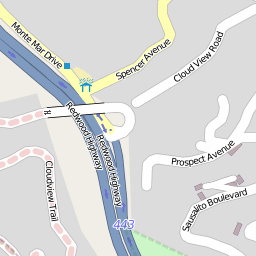 Monte Mar Drive
Spencer Avenue
Cloud View Road
Redwood Highway
Redwood Highway
Prospect Avenue
Cloudview Trail
Sausalito Boulevard
443